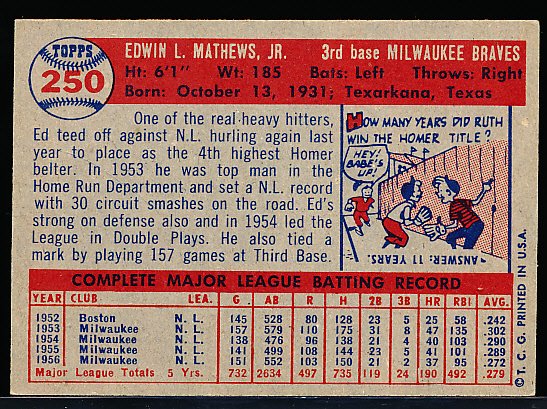 TOPPS
250
EDWIN L. MATHEWS, JR. 3rd base MILWAUKEE BRAVES
Ht: 6'1" Wt: 185 Bats: Left Throws: Right
Born: October 13, 1931; Texarkana, Texas
One of the real heavy hitters,
Ed teed off against N.L. hurling again last
year to place as the 4th highest Homer
belter. In 1953 he was top man in the
Home Run Department and set a N.L. record
with 30 circuit smashes on the road. Ed's
strong on defense also and in 1954 led the
League in Double Plays. He also tied a
mark by playing 157 games at Third Base.
HOW MANY YEARS DID RUTH
WIN THE HOMER TITLE?
HEY!
BABE'S
UP!
ANSWER: 11 YEARS.
COMPLETE MAJOR LEAGUE BATTING RECORD
YEAR CLUB LEA. G AB R H 2B 3B HR RBI AVG.
1952 Boston N. L. 145 528 80 128 23 5 25 58 .242
1953 Milwaukee N. L. 157 579 110 175 31 8 47 135 .302
1954 Milwaukee N. L. 138 476 96 138 21 4 40 103 .290
1955 Milwaukee N. L. 141 499 108 144 23 5 41 101 .289
1956 Milwaukee N. L. 151 552 103 150 21 2 37 95 .272
Major League Totals 5 Yrs. 732 2634 497 735 119 24 190 492 .279
© T. C. G. PRINTED IN U.S.A.